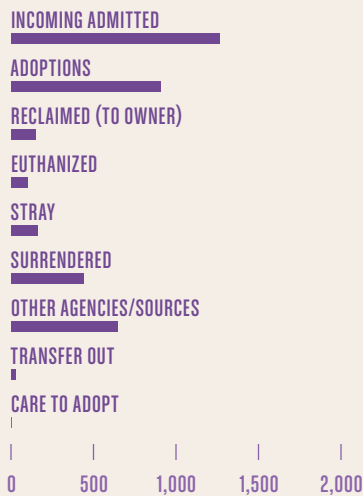 INCOMING ADMITTED
ADOPTIONS
RECLAIMED (TO OWNER)
EUTHANIZED
STRAY
SURRENDERED
OTHER AGENCIES/SOURCES
TRANSFER OUT
CARE TO ADOPT
0 500 1,000 1,500 2,000